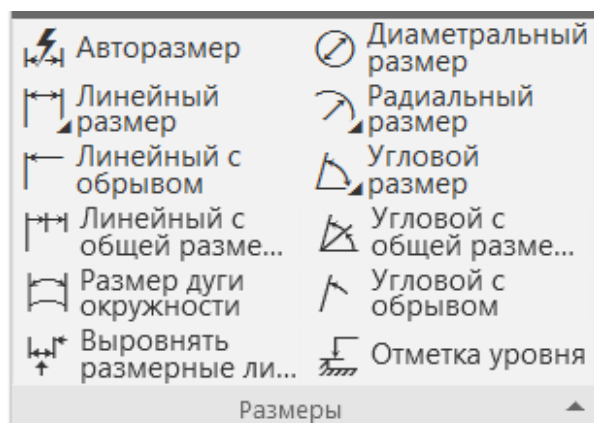 Авторазмер
Диаметральный
размер
Линейный
размер
Радиальный
размер
Линейный с
обрывом
Угловой
размер
Линейный с
общей разме...
Угловой с
общей разме...
Размер дуги
окружности
Угловой с
обрывом
Выровнять
размерные ли...
Отметка уровня
Размеры